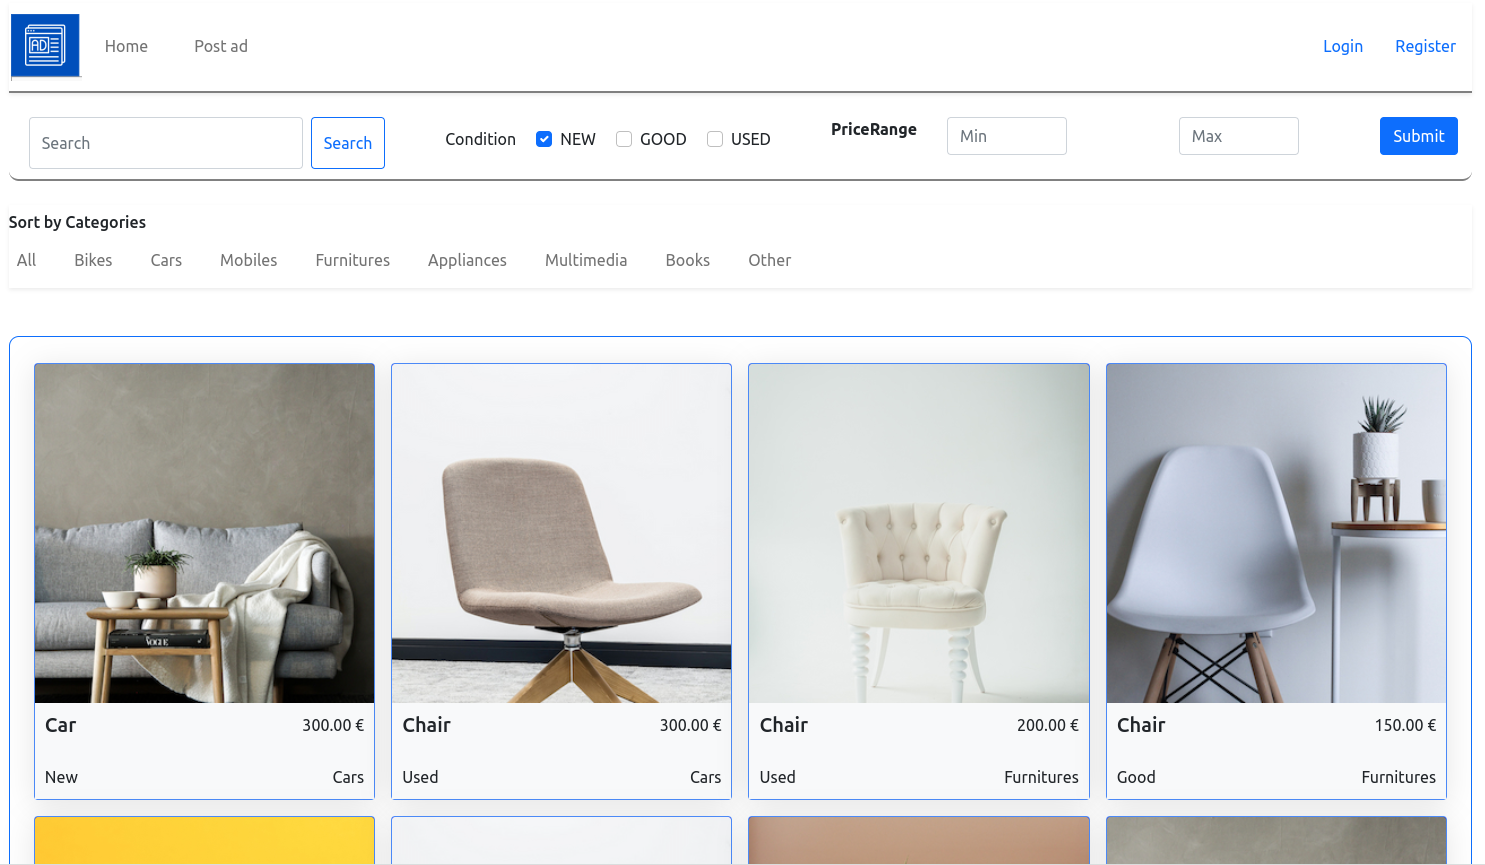 AD
Home Post ad Login Register
Search Search Condition NEW GOOD USED PriceRange Min Max Submit
Sort by Categories
All Bikes Cars Mobiles Furnitures Appliances Multimedia Books Other
VOGUE
Car 300.00 €
New Cars
Chair 300.00 €
Used Cars
Chair 200.00 €
Used Furnitures
Chair 150.00 €
Good Furnitures